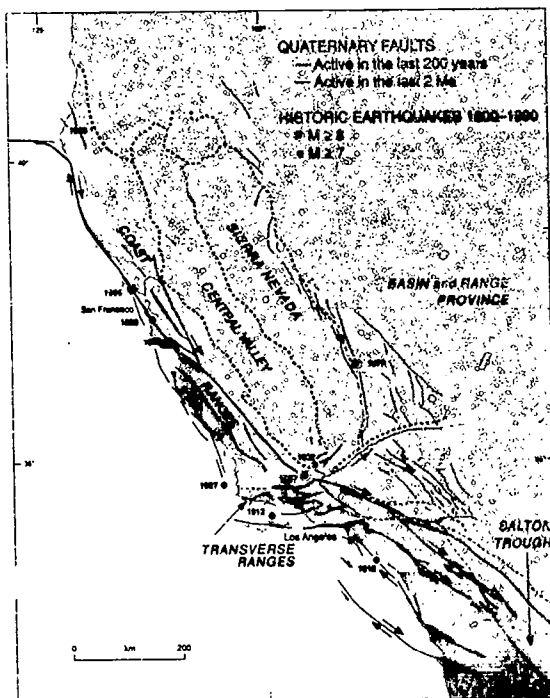 125
QUATERNARY FAULTS
Active in the last 200 years
Active in the last 2 Ma
HISTORIC EARTHQUAKES 1800–1990
M ≥ 8
M ≥ 7
40°
COAST
SIERRA NEVADA
BASIN and RANGE
PROVINCE
San Francisco
CENTRAL VALLEY
RANGES
1927
1812
Los Angeles
TRANSVERSE
RANGES
SALTON
TROUGH
0
200
km